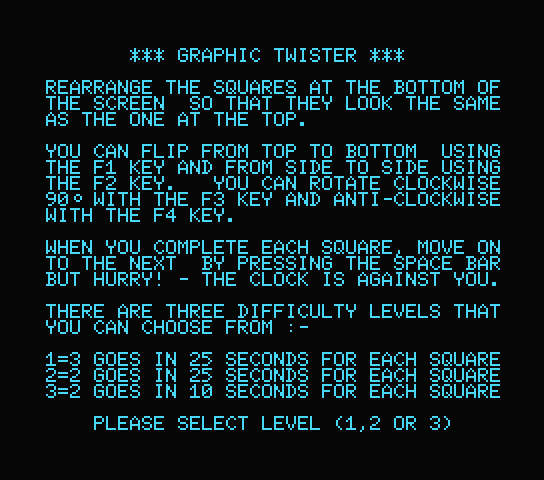 *** GRAPHIC TWISTER ***
REARRANGE THE SQUARES AT THE BOTTOM OF
THE SCREEN  SO THAT THEY LOOK THE SAME
AS THE ONE AT THE TOP.
YOU CAN FLIP FROM TOP TO BOTTOM  USING
THE F1 KEY AND FROM SIDE TO SIDE USING
THE F2 KEY.   YOU CAN ROTATE CLOCKWISE
90° WITH THE F3 KEY AND ANTI-CLOCKWISE
WITH THE F4 KEY.
WHEN YOU COMPLETE EACH SQUARE, MOVE ON
TO THE NEXT  BY PRESSING THE SPACE BAR
BUT HURRY! - THE CLOCK IS AGAINST YOU.
THERE ARE THREE DIFFICULTY LEVELS THAT
YOU CAN CHOOSE FROM :-
1=3 GOES IN 25 SECONDS FOR EACH SQUARE
2=2 GOES IN 25 SECONDS FOR EACH SQUARE
3=2 GOES IN 10 SECONDS FOR EACH SQUARE
PLEASE SELECT LEVEL (1,2 OR 3)